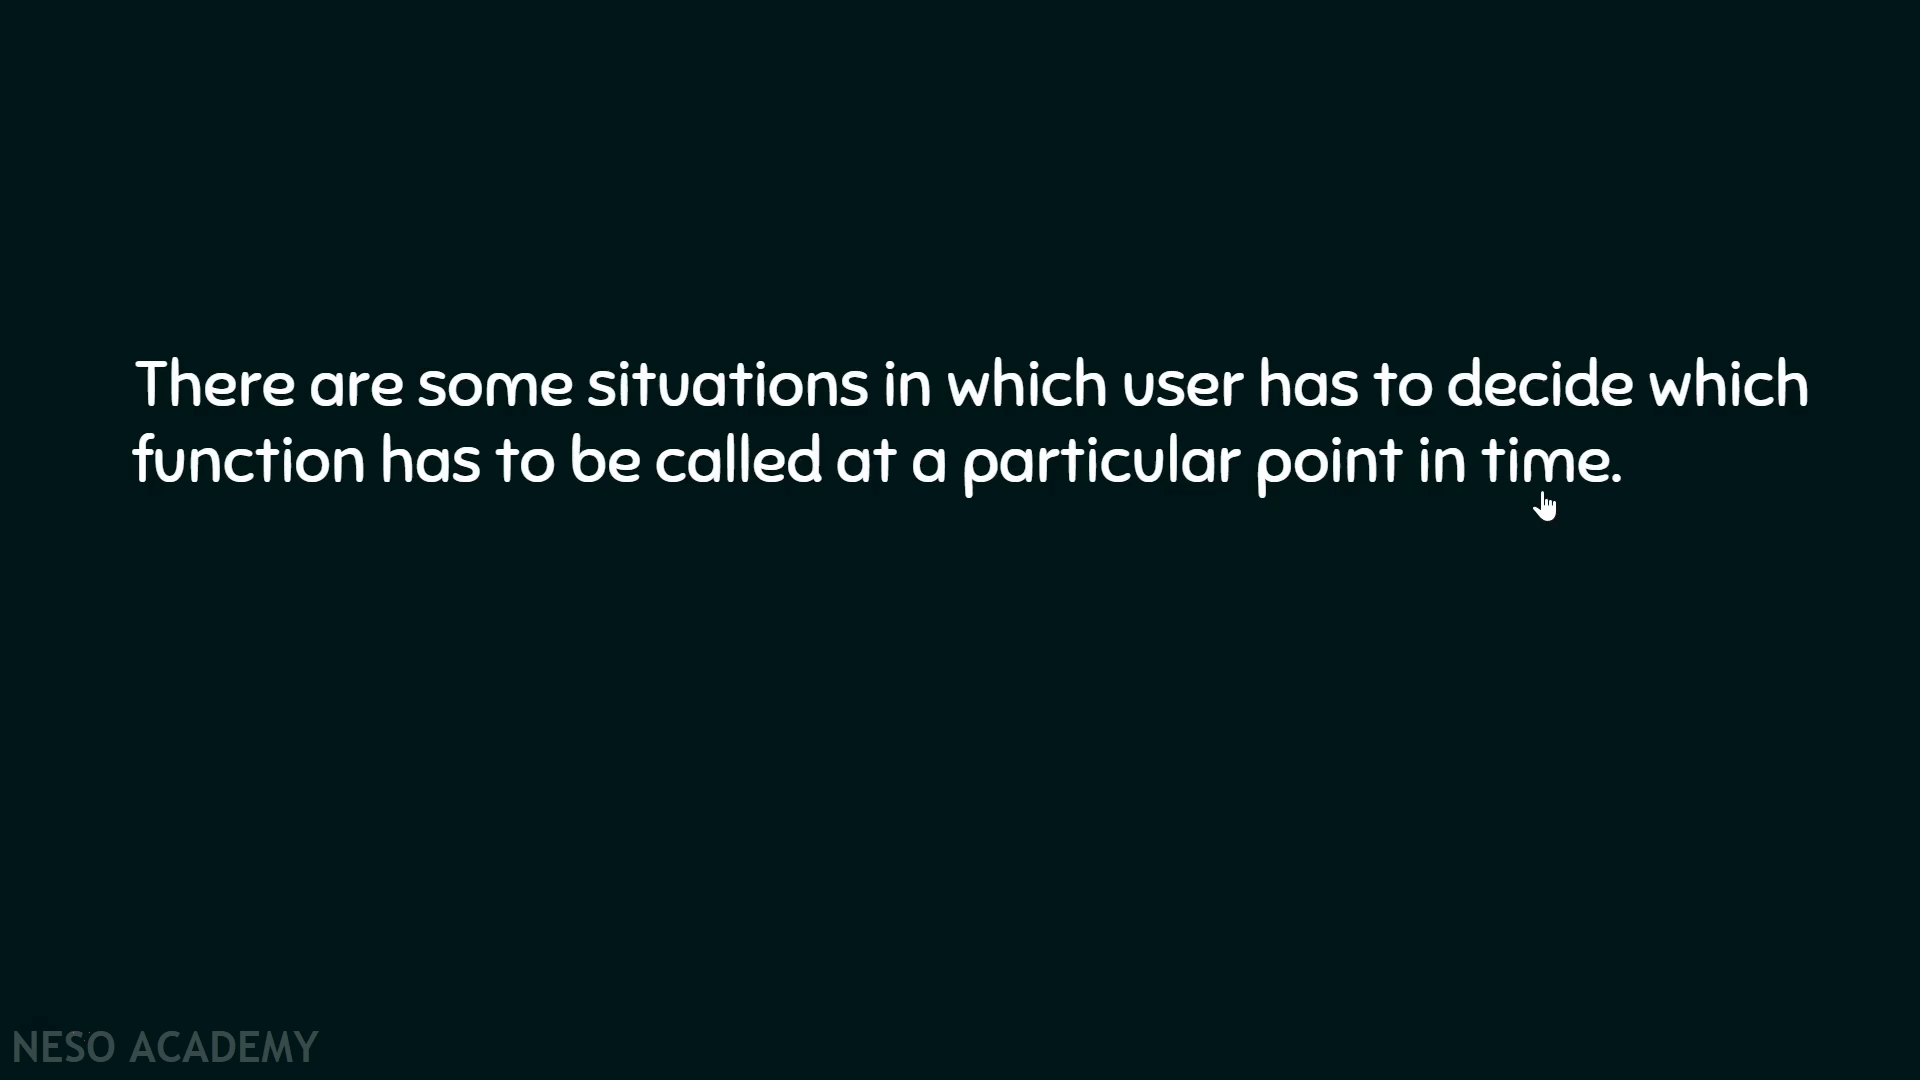 There are some situations in which user has to decide which
function has to be called at a particular point in time.
NESO ACADEMY